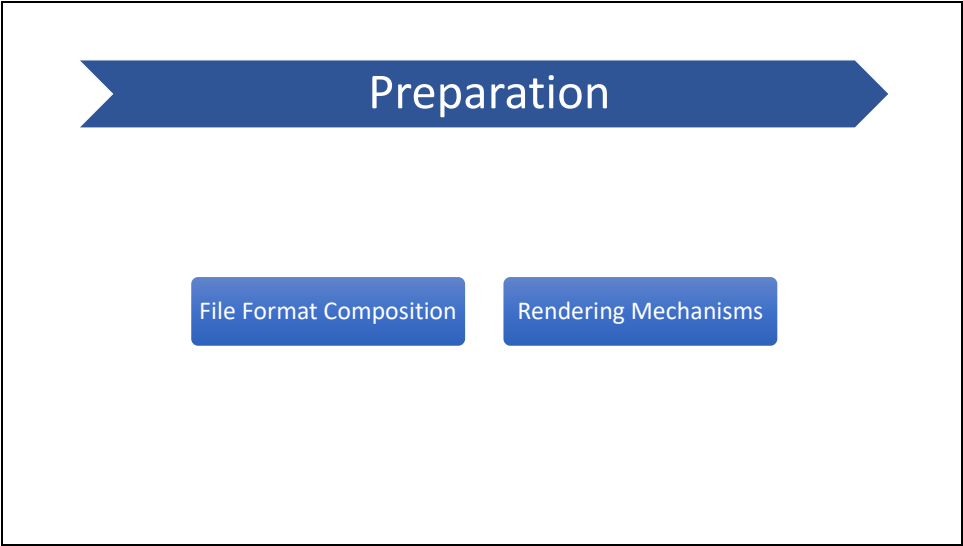 Preparation
File Format Composition
Rendering Mechanisms